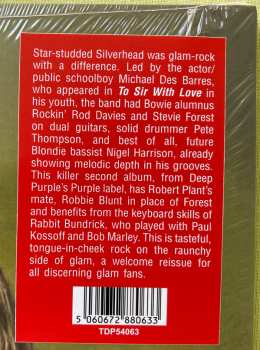 Star-studded Silverhead was glam-rock
with a difference. Led by the actor/
public schoolboy Michael Des Barres,
who appeared in To Sir With Love in
his youth, the band had Bowie alumnus
Rockin' Rod Davies and Stevie Forest
on dual guitars, solid drummer Pete
Thompson, and best of all, future
Blondie bassist Nigel Harrison, already
showing melodic depth in his grooves.
This killer second album, from Deep
Purple's Purple label, has Robert Plant's
mate, Robbie Blunt in place of Forest
and benefits from the keyboard skills of
Rabbit Bundrick, who played with Paul
Kossoff and Bob Marley. This is tasteful,
tongue-in-cheek rock on the raunchy
side of glam, a welcome reissue for
all discerning glam fans.
5 060672 880633
TDP54063